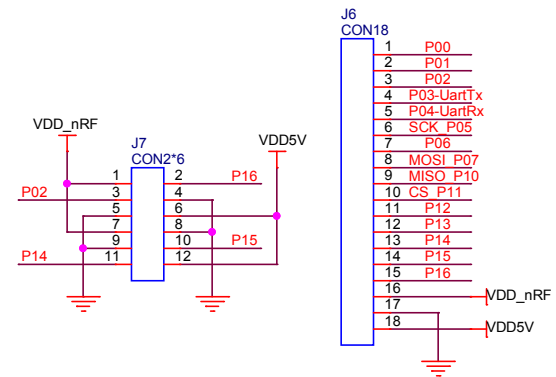 J6
CON18
1 P00
2 P01
3 P02
4 P03-UartTx
5 P04-UartRx
6 SCK_P05
7 P06
8 MOSI_P07
9 MISO_P10
10 CS_P11
11 P12
12 P13
13 P14
14 P15
15 P16
16 VDD_nRF
17
18 VDD5V
VDD_nRF
VDD5V
J7
CON2*6
1 2 P16
P02 3 4
5 6
7 8
9 10 P15
P14 11 12